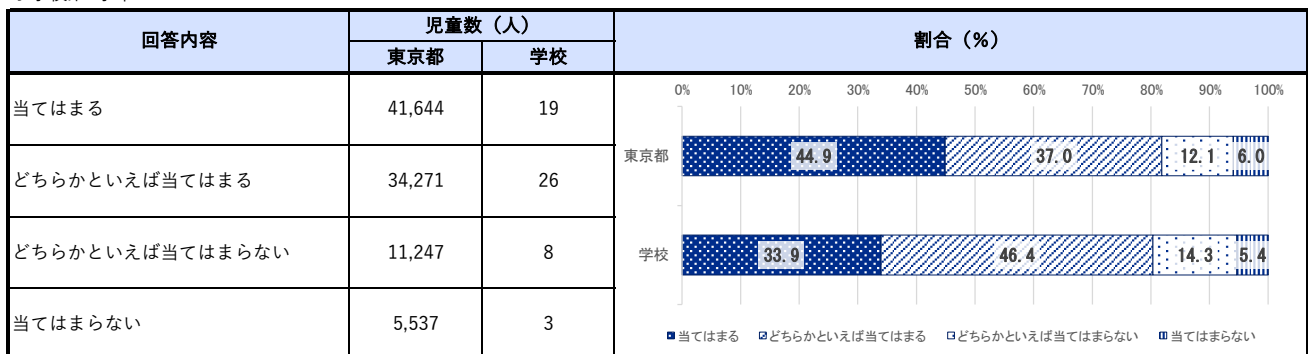 回答内容 児童数（人） 割合（%）
東京都 学校
当てはまる 41,644 19
どちらかといえば当てはまる 34,271 26
どちらかといえば当てはまらない 11,247 8
当てはまらない 5,537 3
0% 10% 20% 30% 40% 50% 60% 70% 80% 90% 100%
東京都 44.9 37.0 12.1 6.0
学校 33.9 46.4 14.3 5.4
当てはまる どちらかといえば当てはまる どちらかといえば当てはまらない 当てはまらない